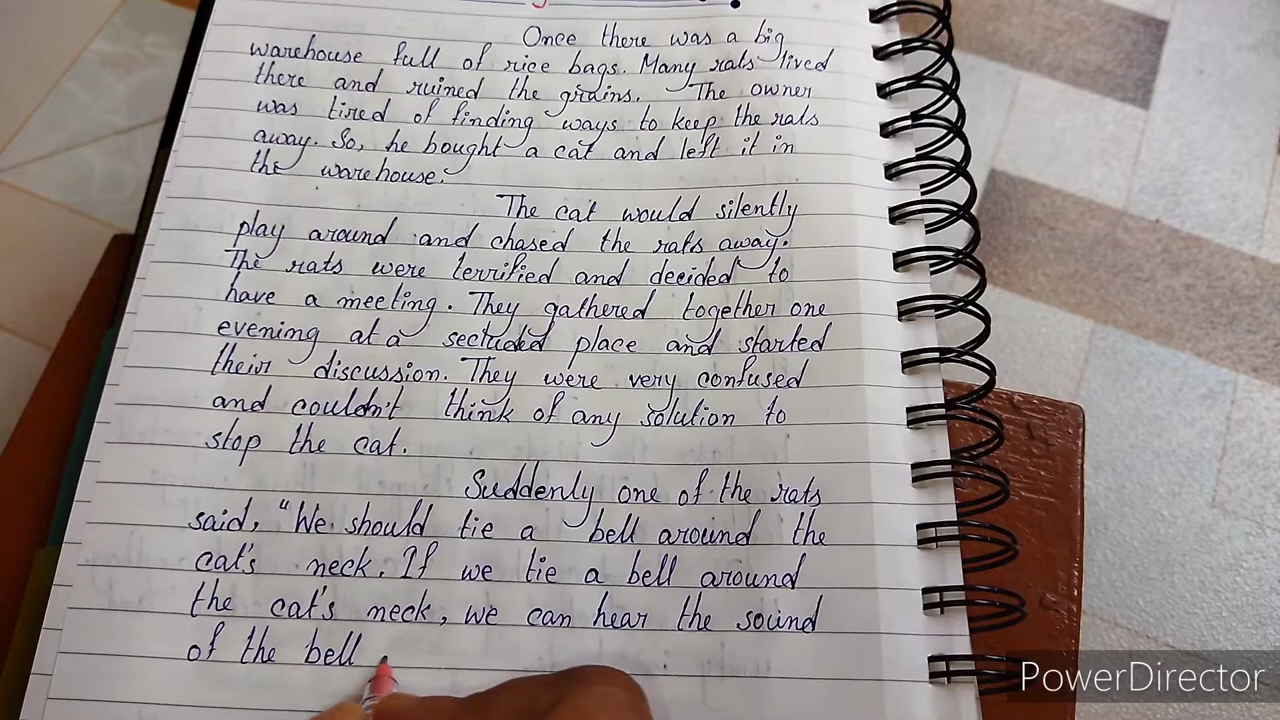 Once there was a big
warehouse full of rice bags. Many rats lived
there and ruined the grains. The owner
was tired of finding ways to keep the rats
away. So, he bought a cat and left it in
the warehouse.
The cat would silently
play around and chased the rats away.
The rats were terrified and decided to
have a meeting. They gathered together one
evening at a secluded place and started
their discussion. They were very confused
and couldn't think of any solution to
stop the cat.
Suddenly one of the rats
said, "We should tie a bell around the
cat's neck. If we tie a bell around
the cat's neck, we can hear the sound
of the bell
PowerDirector